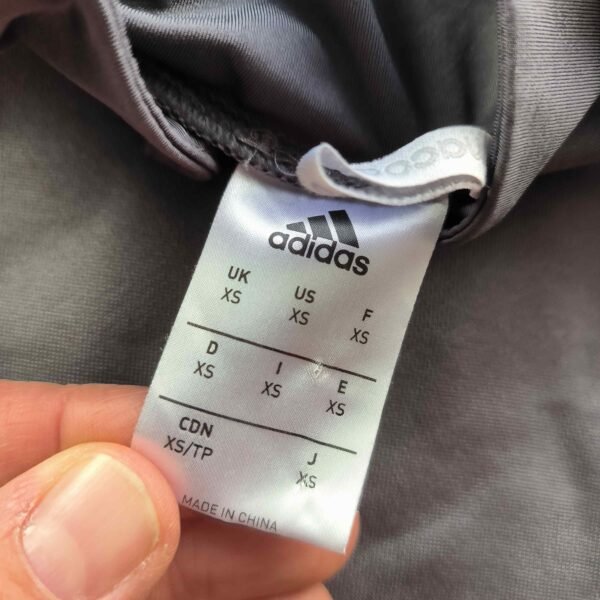 adidas
UK US F
XS XS XS
D I E
XS XS XS
CDN J
XS/TP XS
MADE IN CHINA